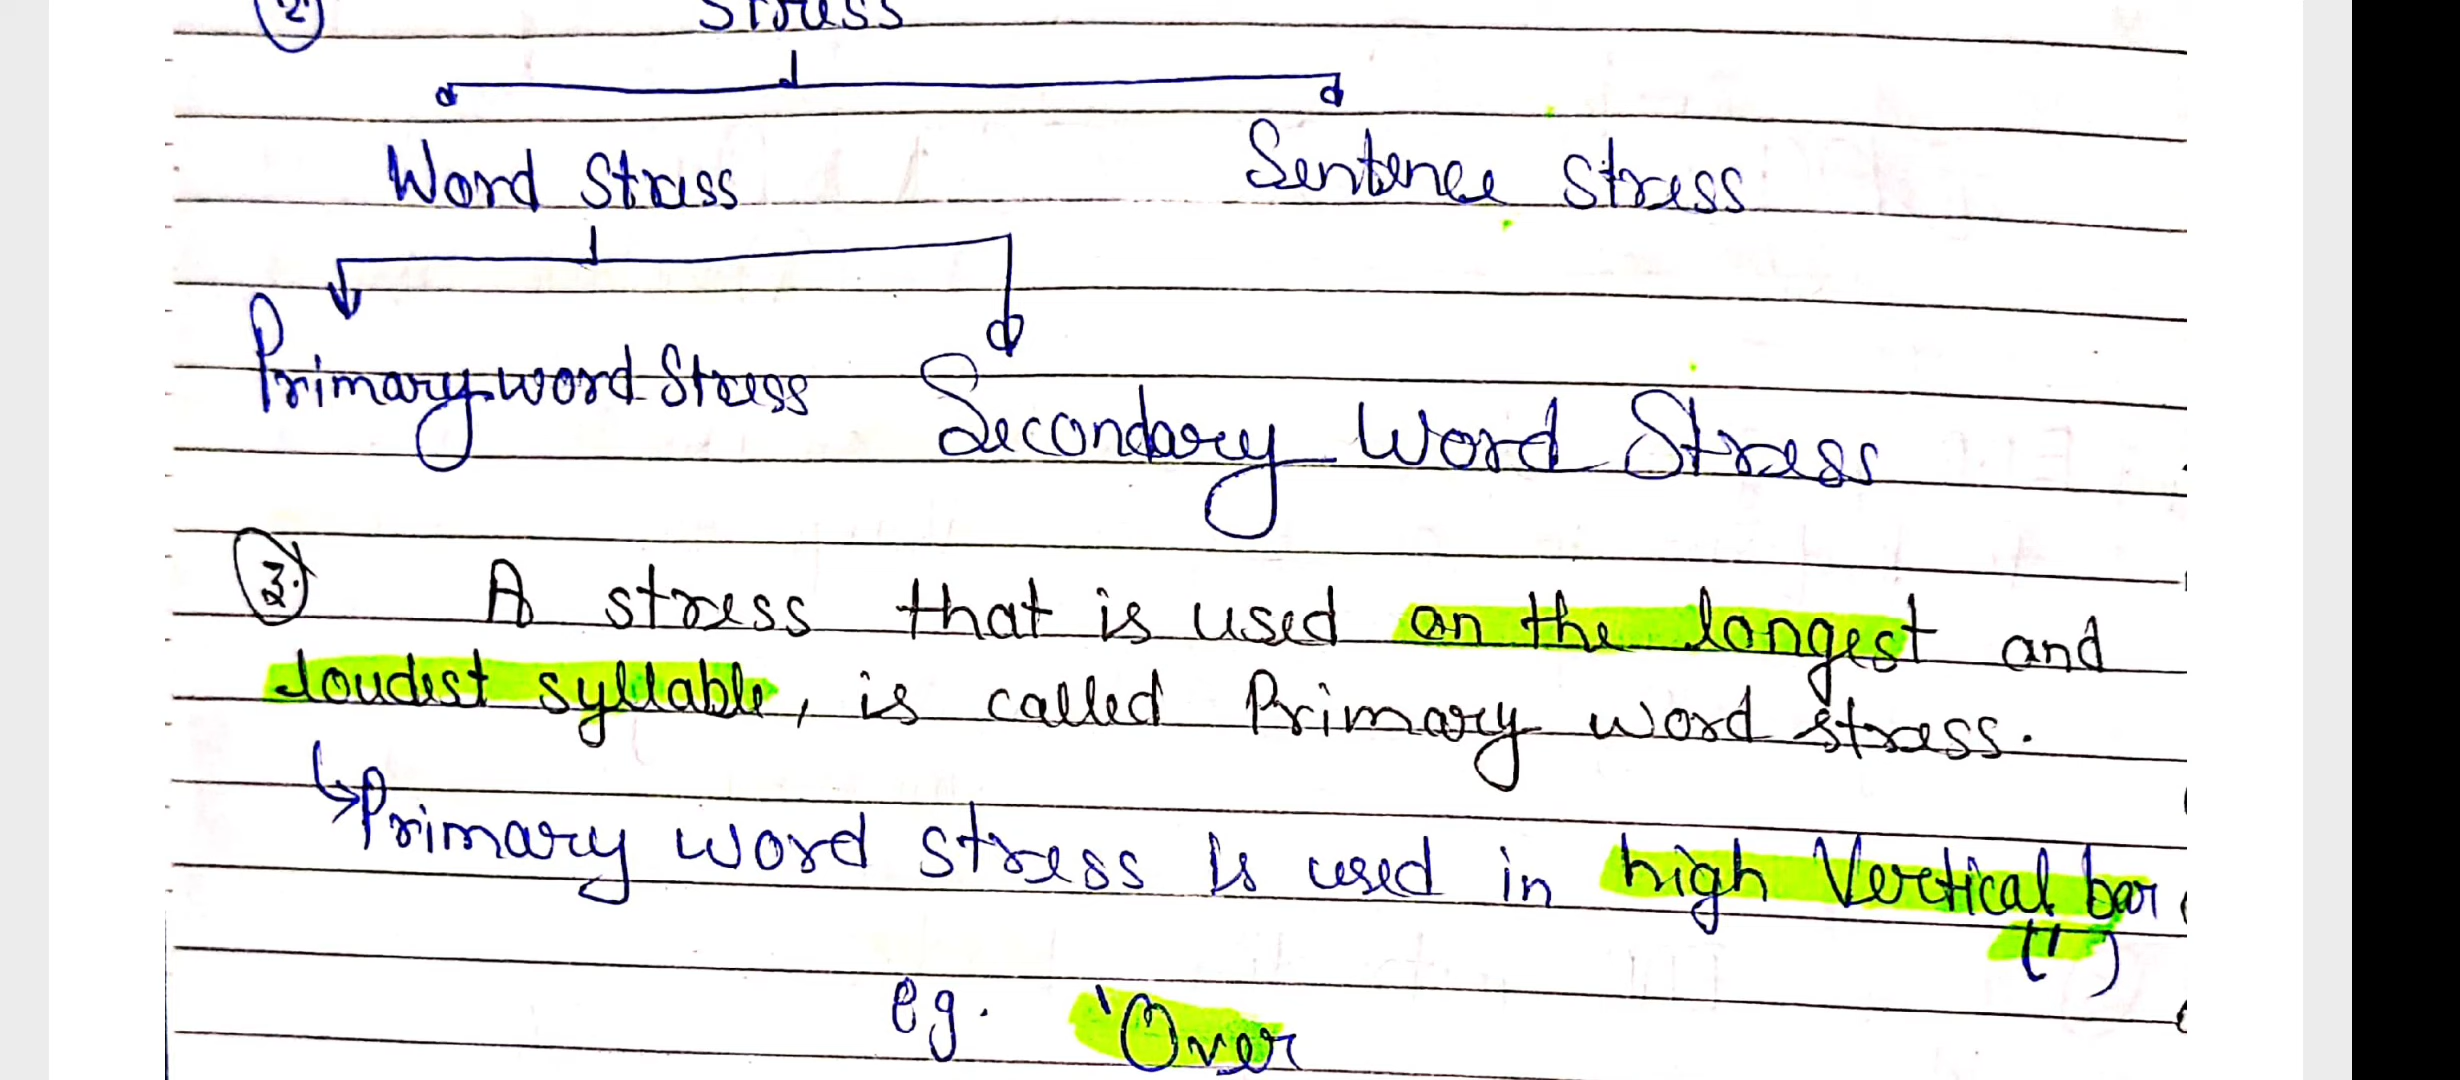 2.
Stress
Word Stress
Sentence Stress
Primary word Stress
Secondary Word Stress
3. A stress that is used on the longest and
loudest syllable, is called Primary word stress.
↳ Primary word stress is used in high Vertical bar
(')
eg. 'Over